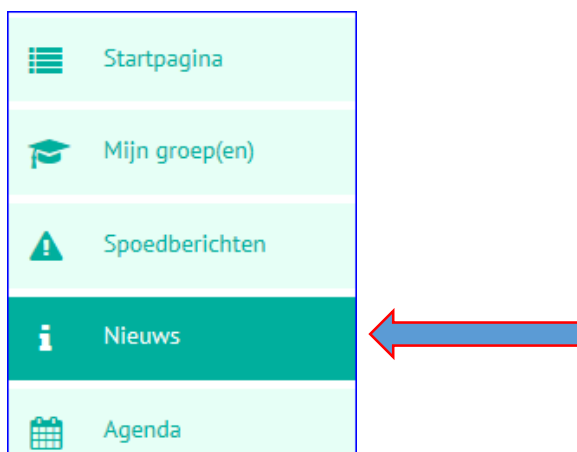 Startpagina
Mijn groep(en)
Spoedberichten
Nieuws
Agenda